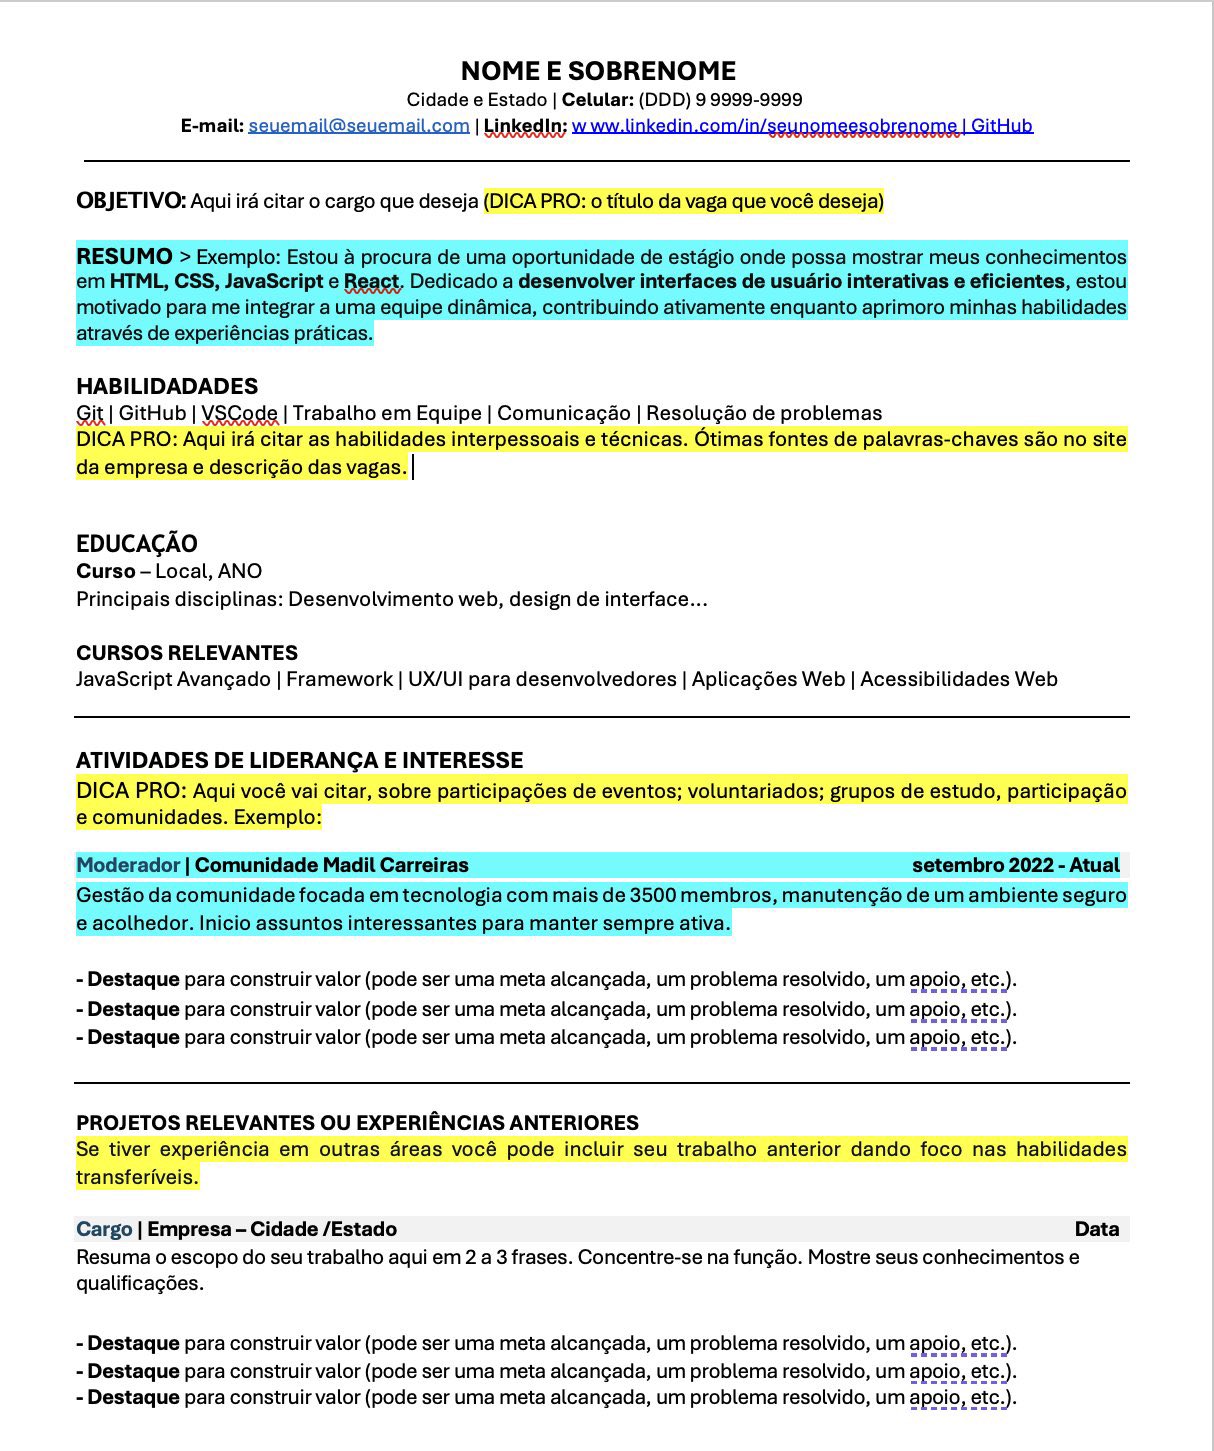 NOME E SOBRENOME
Cidade e Estado | Celular: (DDD) 9 9999-9999
E-mail: seuemail@seuemail.com | LinkedIn: w ww.linkedin.com/in/seunomeesobrenome | GitHub
OBJETIVO: Aqui irá citar o cargo que deseja (DICA PRO: o título da vaga que você deseja)
RESUMO > Exemplo: Estou à procura de uma oportunidade de estágio onde possa mostrar meus conhecimentos
em HTML, CSS, JavaScript e React. Dedicado a desenvolver interfaces de usuário interativas e eficientes, estou
motivado para me integrar a uma equipe dinâmica, contribuindo ativamente enquanto aprimoro minhas habilidades
através de experiências práticas.
HABILIDADADES
Git | GitHub | VSCode | Trabalho em Equipe | Comunicação | Resolução de problemas
DICA PRO: Aqui irá citar as habilidades interpessoais e técnicas. Ótimas fontes de palavras-chaves são no site
da empresa e descrição das vagas.
EDUCAÇÃO
Curso – Local, ANO
Principais disciplinas: Desenvolvimento web, design de interface...
CURSOS RELEVANTES
JavaScript Avançado | Framework | UX/UI para desenvolvedores | Aplicações Web | Acessibilidades Web
ATIVIDADES DE LIDERANÇA E INTERESSE
DICA PRO: Aqui você vai citar, sobre participações de eventos; voluntariados; grupos de estudo, participação
e comunidades. Exemplo:
Moderador | Comunidade Madil Carreiras setembro 2022 - Atual
Gestão da comunidade focada em tecnologia com mais de 3500 membros, manutenção de um ambiente seguro
e acolhedor. Inicio assuntos interessantes para manter sempre ativa.
- Destaque para construir valor (pode ser uma meta alcançada, um problema resolvido, um apoio, etc.).
- Destaque para construir valor (pode ser uma meta alcançada, um problema resolvido, um apoio, etc.).
- Destaque para construir valor (pode ser uma meta alcançada, um problema resolvido, um apoio, etc.).
PROJETOS RELEVANTES OU EXPERIÊNCIAS ANTERIORES
Se tiver experiência em outras áreas você pode incluir seu trabalho anterior dando foco nas habilidades
transferíveis.
Cargo | Empresa – Cidade /Estado Data
Resuma o escopo do seu trabalho aqui em 2 a 3 frases. Concentre-se na função. Mostre seus conhecimentos e
qualificações.
- Destaque para construir valor (pode ser uma meta alcançada, um problema resolvido, um apoio, etc.).
- Destaque para construir valor (pode ser uma meta alcançada, um problema resolvido, um apoio, etc.).
- Destaque para construir valor (pode ser uma meta alcançada, um problema resolvido, um apoio, etc.).